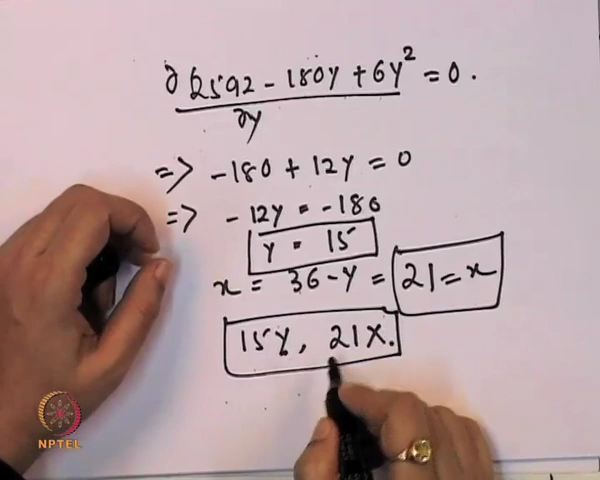 ∂ 2592 - 180y + 6y² = 0.
∂y
=> -180 + 12y = 0
=> - 12y = -180
y = 15
x = 36 - y = 21 = x
15Y, 21X.
NPTEL